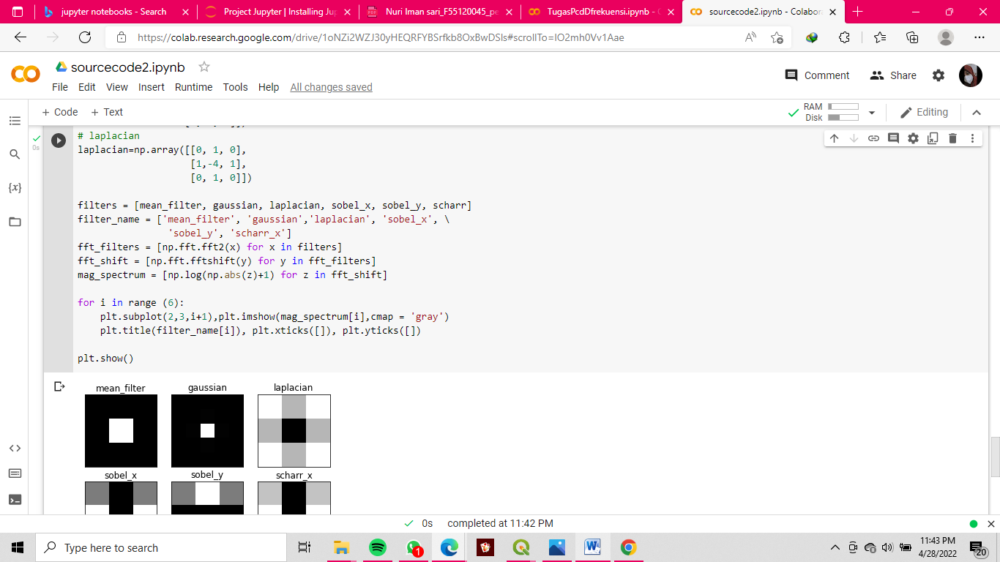 jupyter notebooks - Search
Project Jupyter | Installing Jup
Nuri Iman sari_F55120045_pe
TugasPcdDfrekuensi.ipynb - C
sourcecode2.ipynb - Colabora
https://colab.research.google.com/drive/1oNZi2WZJ30yHEQRFYBSrfkb8OxBwDSIs#scrollTo=IO2mh0Vv1Aae
sourcecode2.ipynb
Comment
Share
File Edit View Insert Runtime Tools Help All changes saved
+ Code + Text
RAM
Disk
Editing
0s
# laplacian
laplacian=np.array([[0, 1, 0],
[1,-4, 1],
[0, 1, 0]])
filters = [mean_filter, gaussian, laplacian, sobel_x, sobel_y, scharr]
filter_name = ['mean_filter', 'gaussian','laplacian', 'sobel_x', \
'sobel_y', 'scharr_x']
fft_filters = [np.fft.fft2(x) for x in filters]
fft_shift = [np.fft.fftshift(y) for y in fft_filters]
mag_spectrum = [np.log(np.abs(z)+1) for z in fft_shift]
for i in range (6):
plt.subplot(2,3,i+1),plt.imshow(mag_spectrum[i],cmap = 'gray')
plt.title(filter_name[i]), plt.xticks([]), plt.yticks([])
plt.show()
mean_filter gaussian laplacian
sobel_x sobel_y scharr_x
0s completed at 11:42 PM
Type here to search
1
11:43 PM
4/28/2022
20